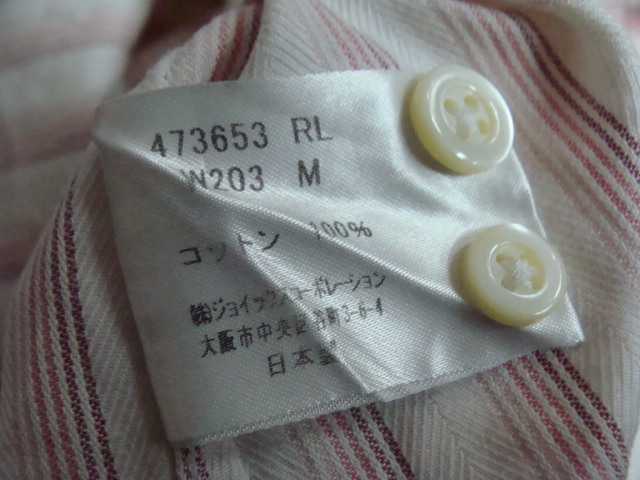 473653 RL
W203 M
コットン 100%
㈱ジョイックスコーポレーション
大阪市中央区 町3-6-4
日本製